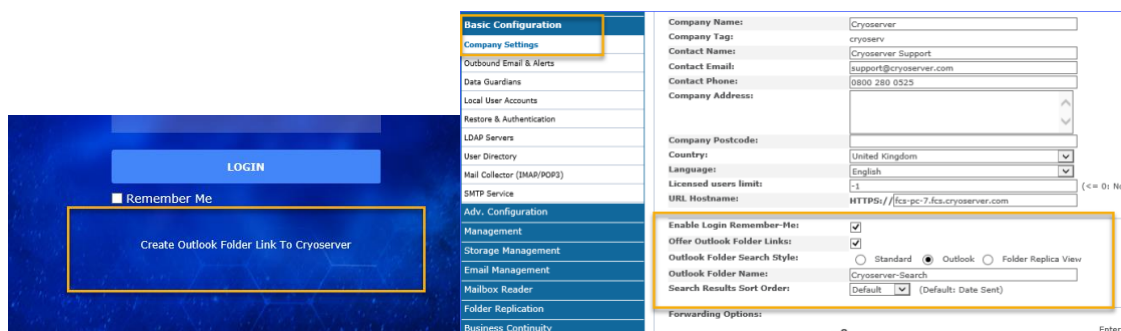 LOGIN
Remember Me
Create Outlook Folder Link To Cryoserver
Basic Configuration
Company Settings
Outbound Email & Alerts
Data Guardians
Local User Accounts
Restore & Authentication
LDAP Servers
User Directory
Mail Collector (IMAP/POP3)
SMTP Service
Adv. Configuration
Management
Storage Management
Email Management
Mailbox Reader
Folder Replication
Business Continuity
Company Name: Cryoserver
Company Tag: cryoserv
Contact Name: Cryoserver Support
Contact Email: support@cryoserver.com
Contact Phone: 0800 280 0525
Company Address:
Company Postcode:
Country: United Kingdom
Language: English
Licensed users limit: -1 (<= 0: No
URL Hostname: HTTPS:// fcs-pc-7.fcs.cryoserver.com
Enable Login Remember-Me:
Offer Outlook Folder Links:
Outlook Folder Search Style: Standard Outlook Folder Replica View
Outlook Folder Name: Cryoserver-Search
Search Results Sort Order: Default (Default: Date Sent)
Forwarding Options:
Enter